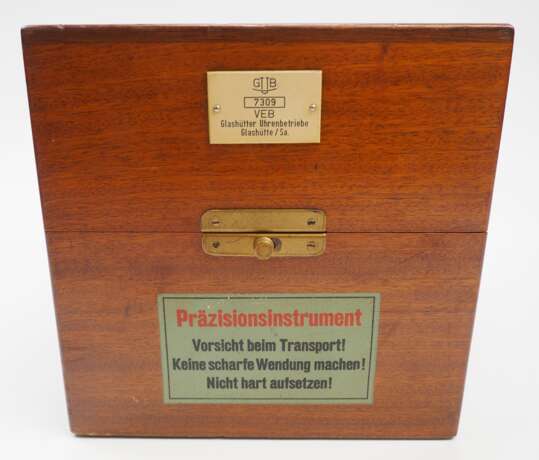 GUB
7309
VEB
Glashütter Uhrenbetriebe
Glashütte/Sa.
Präzisionsinstrument
Vorsicht beim Transport!
Keine scharfe Wendung machen!
Nicht hart aufsetzen!